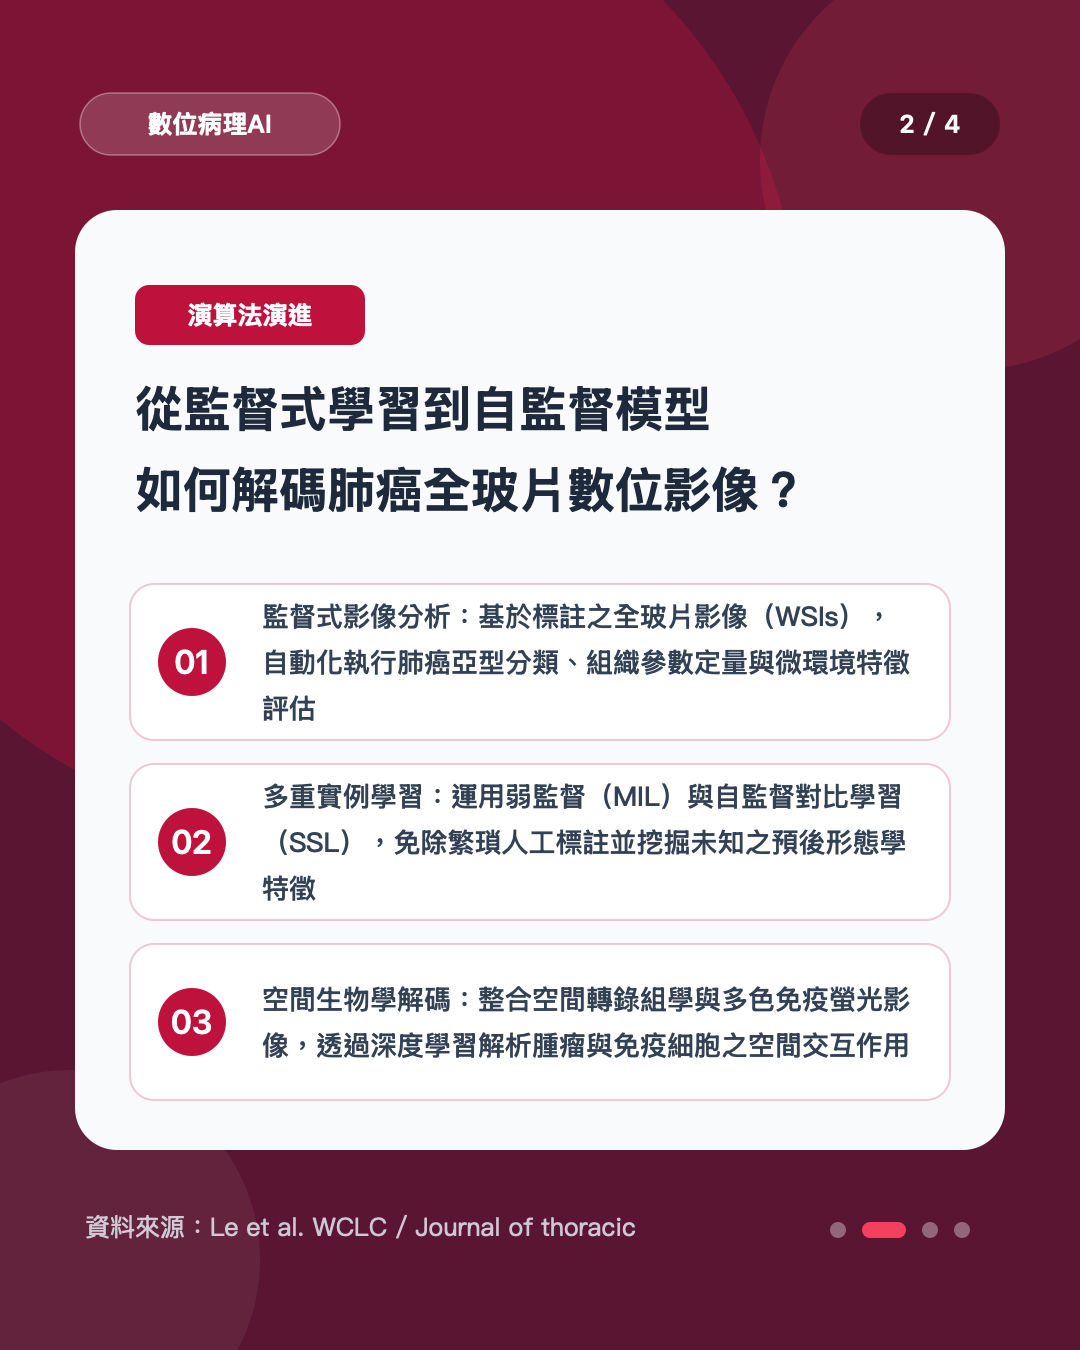 數位病理AI
2 / 4
演算法演進
從監督式學習到自監督模型
如何解碼肺癌全玻片數位影像？
01
監督式影像分析：基於標註之全玻片影像（WSIs），
自動化執行肺癌亞型分類、組織參數定量與微環境特徵
評估
02
多重實例學習：運用弱監督（MIL）與自監督對比學習
（SSL），免除繁瑣人工標註並挖掘未知之預後形態學
特徵
03
空間生物學解碼：整合空間轉錄組學與多色免疫螢光影
像，透過深度學習解析腫瘤與免疫細胞之空間交互作用
資料來源：Le et al. WCLC / Journal of thoracic